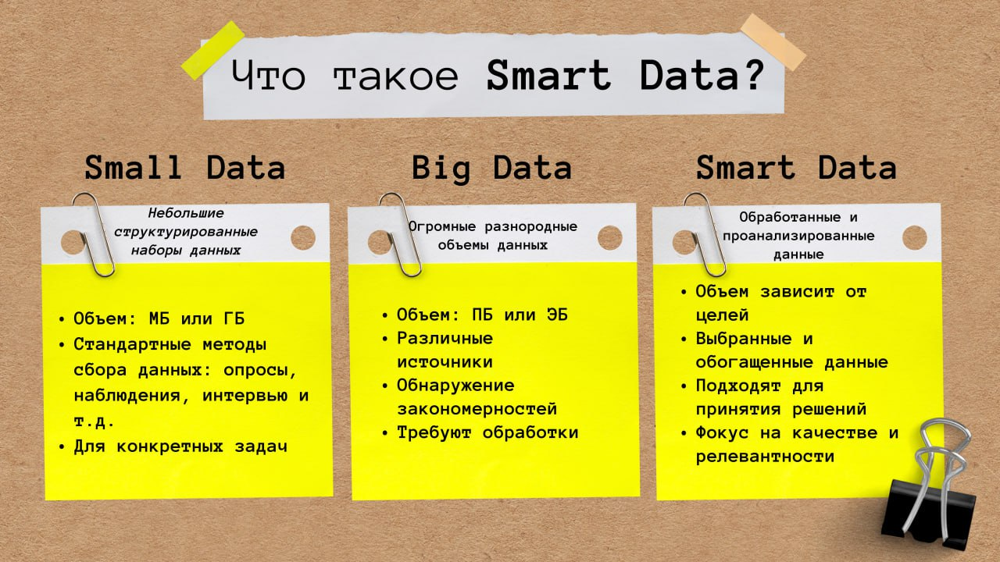 Что такое Smart Data?
Small Data
Небольшие
структурированные
наборы данных
• Объем: МБ или ГБ
• Стандартные методы
сбора данных: опросы,
наблюдения, интервью и
т.д.
• Для конкретных задач
Big Data
Огромные разнородные
объемы данных
• Объем: ПБ или ЭБ
• Различные
источники
• Обнаружение
закономерностей
• Требуют обработки
Smart Data
Обработанные и
проанализированные
данные
• Объем зависит от
целей
• Выбранные и
обогащенные данные
• Подходят для
принятия решений
• Фокус на качестве и
релевантности